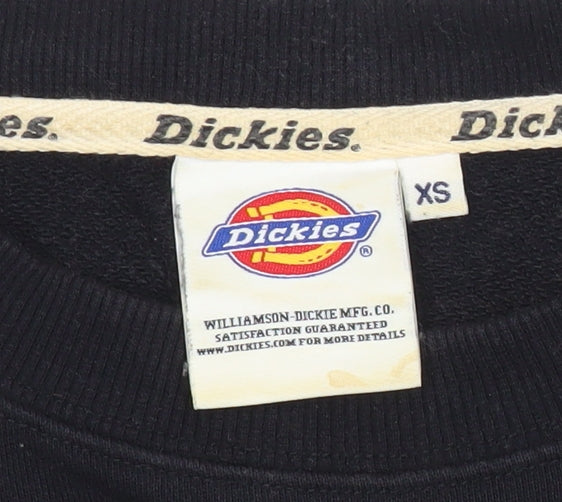 es. Dickies. Dick
XS
Dickies ®
WILLIAMSON-DICKIE MFG. CO.
SATISFACTION GUARANTEED
WWW.DICKIES.COM FOR MORE DETAILS